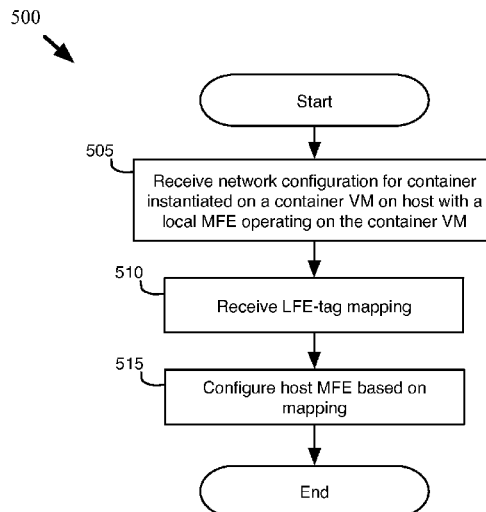 500
Start
505
Receive network configuration for container
instantiated on a container VM on host with a
local MFE operating on the container VM
510
Receive LFE-tag mapping
515
Configure host MFE based on
mapping
End